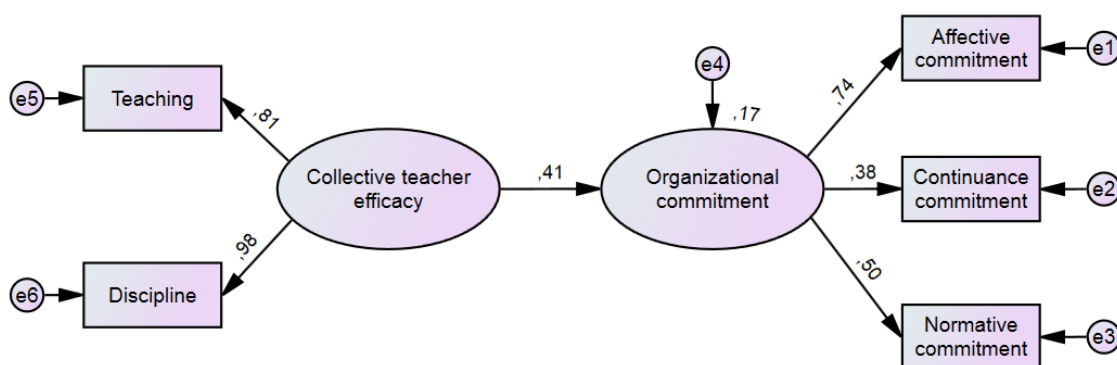 Affective
commitment
e1
e4
e5
Teaching
,81
,17
,74
Collective teacher
efficacy
,41
Organizational
commitment
,38
Continuance
commitment
e2
,98
,50
e6
Discipline
Normative
commitment
e3